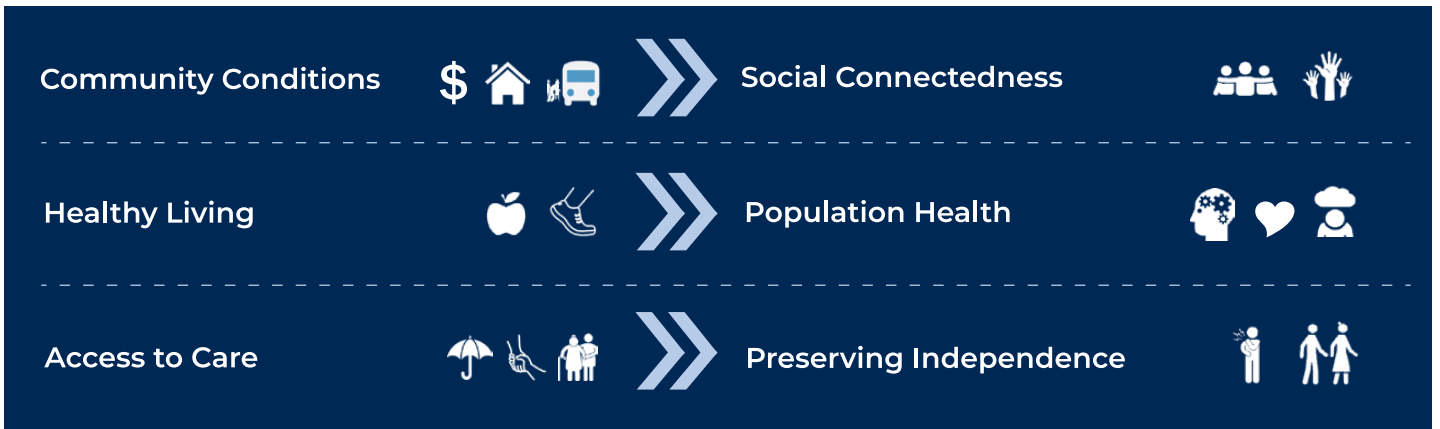 Community Conditions $ Social Connectedness
Healthy Living Population Health
Access to Care Preserving Independence